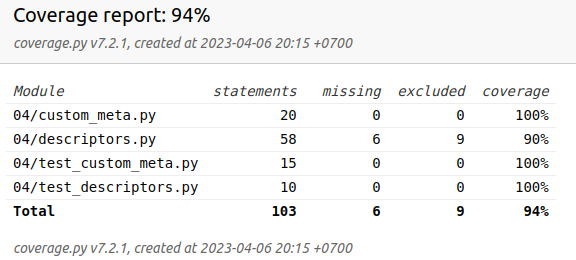 Coverage report: 94%
coverage.py v7.2.1, created at 2023-04-06 20:15 +0700
Module statements missing excluded coverage
04/custom_meta.py 20 0 0 100%
04/descriptors.py 58 6 9 90%
04/test_custom_meta.py 15 0 0 100%
04/test_descriptors.py 10 0 0 100%
Total 103 6 9 94%
coverage.py v7.2.1, created at 2023-04-06 20:15 +0700